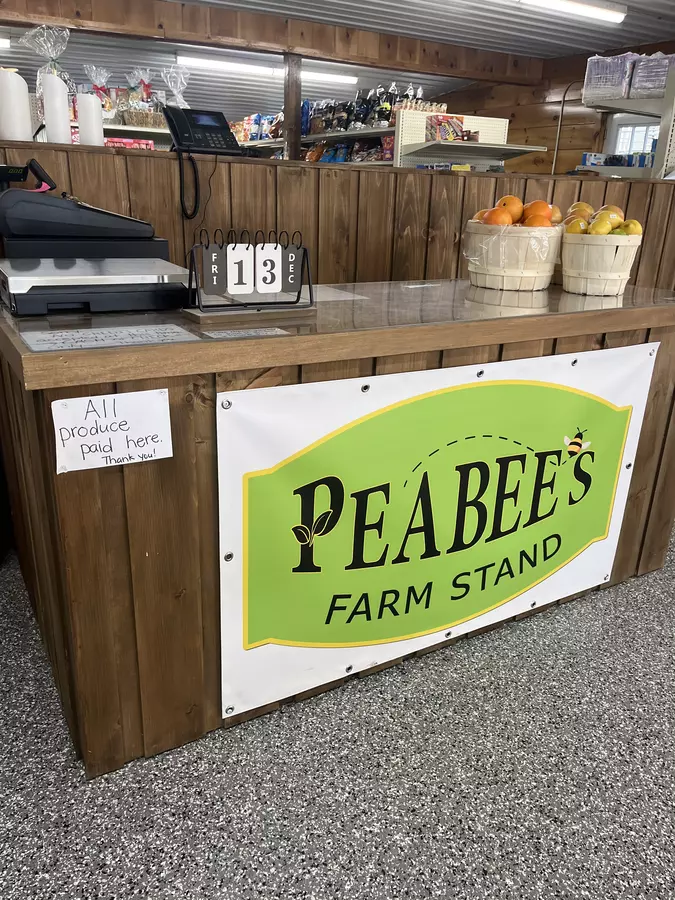 FRI
13
DEC
All
produce
paid here.
Thank you!
PEABEE'S
FARM STAND